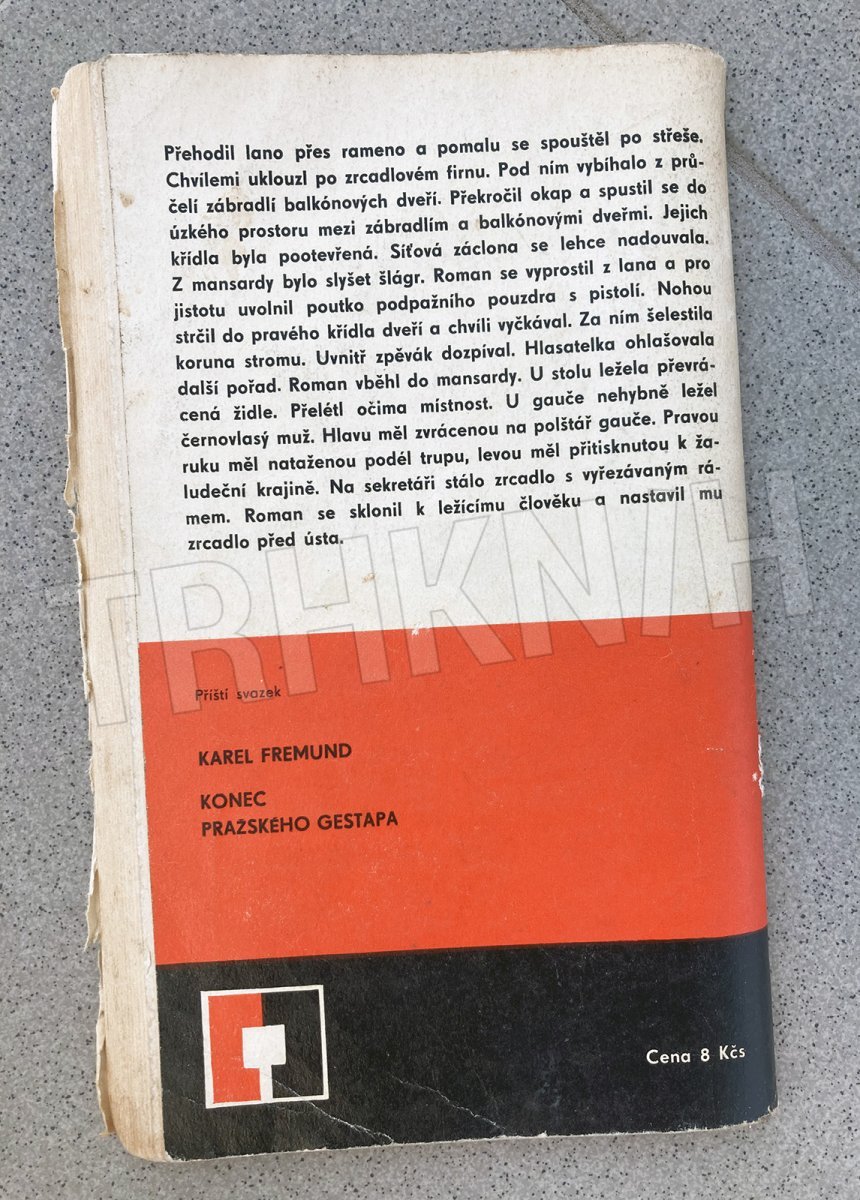 Přehodil lano přes rameno a pomalu se spouštěl po střeše.
Chvílemi uklouzl po zrcadlovém firnu. Pod ním vybíhalo z prů-
čelí zábradlí balkónových dveří. Překročil okap a spustil se do
úzkého prostoru mezi zábradlím a balkónovými dveřmi. Jejich
křídla byla pootevřená. Síťová záclona se lehce nadouvala.
Z mansardy bylo slyšet šlágr. Roman se vyprostil z lana a pro
jistotu uvolnil poutko podpažního pouzdra s pistolí. Nohou
strčil do pravého křídla dveří a chvíli vyčkával. Za ním šelestila
koruna stromu. Uvnitř zpěvák dozpíval. Hlasatelka ohlašovala
další pořad. Roman vběhl do mansardy. U stolu ležela převrá-
cená židle. Přelétl očima místnost. U gauče nehybně ležel
černovlasý muž. Hlavu měl zvrácenou na polštář gauče. Pravou
ruku měl nataženou podél trupu, levou měl přitisknutou k ža-
ludeční krajině. Na sekretáři stálo zrcadlo s vyřezávaným rá-
mem. Roman se sklonil k ležícímu člověku a nastavil mu
zrcadlo před ústa.
TRHKNIH
Příští svazek
KAREL FREMUND
KONEC
PRAŽSKÉHO GESTAPA
Cena 8 Kčs